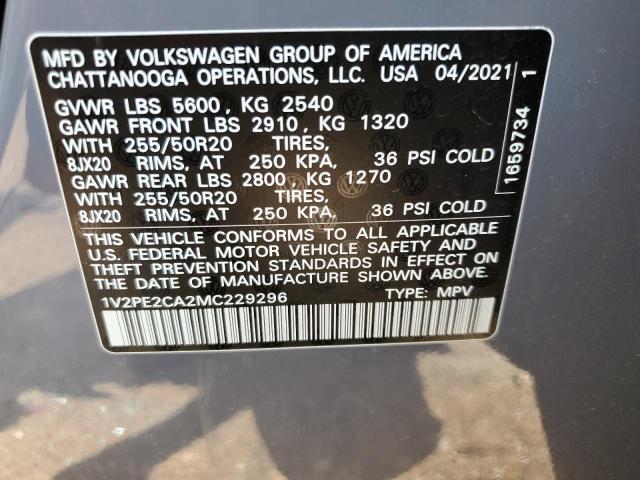 MFD BY VOLKSWAGEN GROUP OF AMERICA
CHATTANOOGA OPERATIONS, LLC. USA 04/2021
GVWR LBS 5600, KG 2540
GAWR FRONT LBS 2910, KG 1320
WITH 255/50R20 TIRES,
8JX20 RIMS, AT 250 KPA, 36 PSI COLD
GAWR REAR LBS 2800, KG 1270
WITH 255/50R20 TIRES,
8JX20 RIMS, AT 250 KPA, 36 PSI COLD
THIS VEHICLE CONFORMS TO ALL APPLICABLE
U.S. FEDERAL MOTOR VEHICLE SAFETY AND
THEFT PREVENTION STANDARDS IN EFFECT ON
THE DATE OF MANUFACTURE SHOWN ABOVE.
1V2PE2CA2MC229296 TYPE: MPV
1659734 1